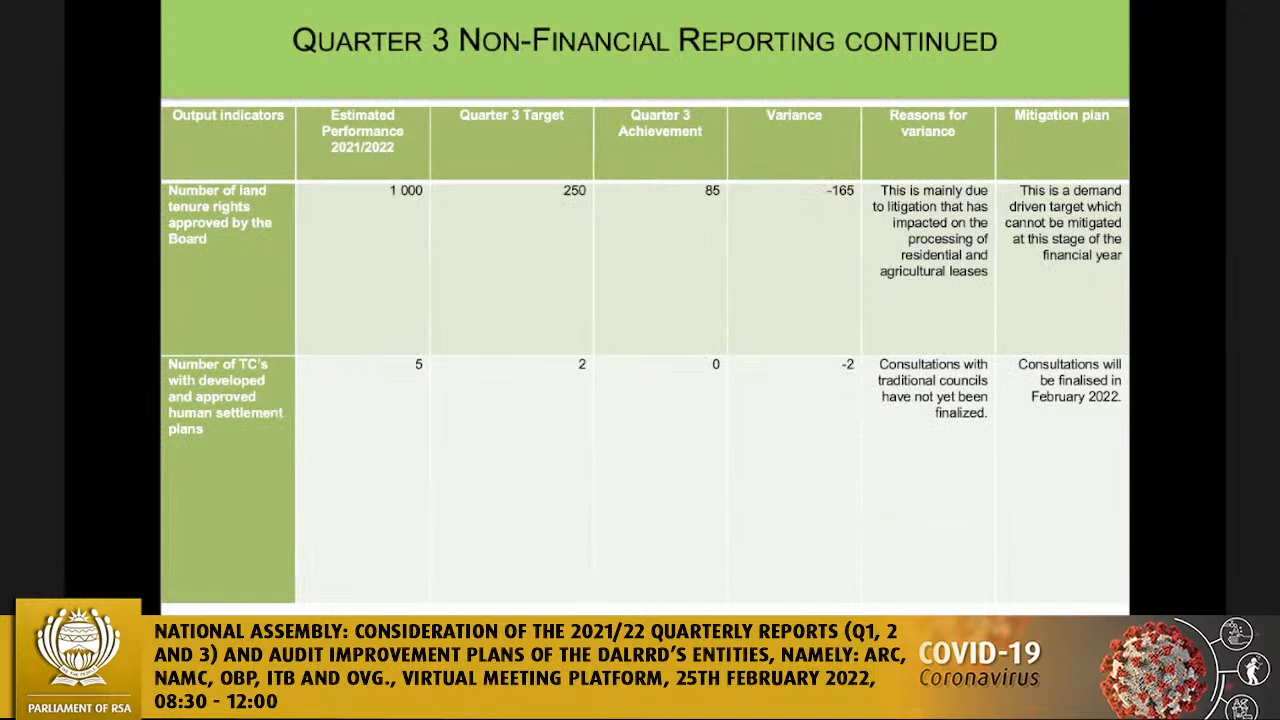 QUARTER 3 NON-FINANCIAL REPORTING CONTINUED
Output indicators
Estimated
Performance
2021/2022
Quarter 3 Target
Quarter 3
Achievement
Variance
Reasons for
variance
Mitigation plan
Number of land
tenure rights
approved by the
Board
1 000
250
85
-165
This is mainly due
to litigation that has
impacted on the
processing of
residential and
agricultural leases
This is a demand
driven target which
cannot be mitigated
at this stage of the
financial year
Number of TC's
with developed
and approved
human settlement
plans
5
2
0
-2
Consultations with
traditional councils
have not yet been
finalized.
Consultations will
be finalised in
February 2022.
PARLIAMENT OF RSA
NATIONAL ASSEMBLY: CONSIDERATION OF THE 2021/22 QUARTERLY REPORTS (Q1, 2
AND 3) AND AUDIT IMPROVEMENT PLANS OF THE DALRRD'S ENTITIES, NAMELY: ARC,
NAMC, OBP, ITB AND OVG., VIRTUAL MEETING PLATFORM, 25TH FEBRUARY 2022,
08:30 - 12:00
COVID-19
Coronavirus